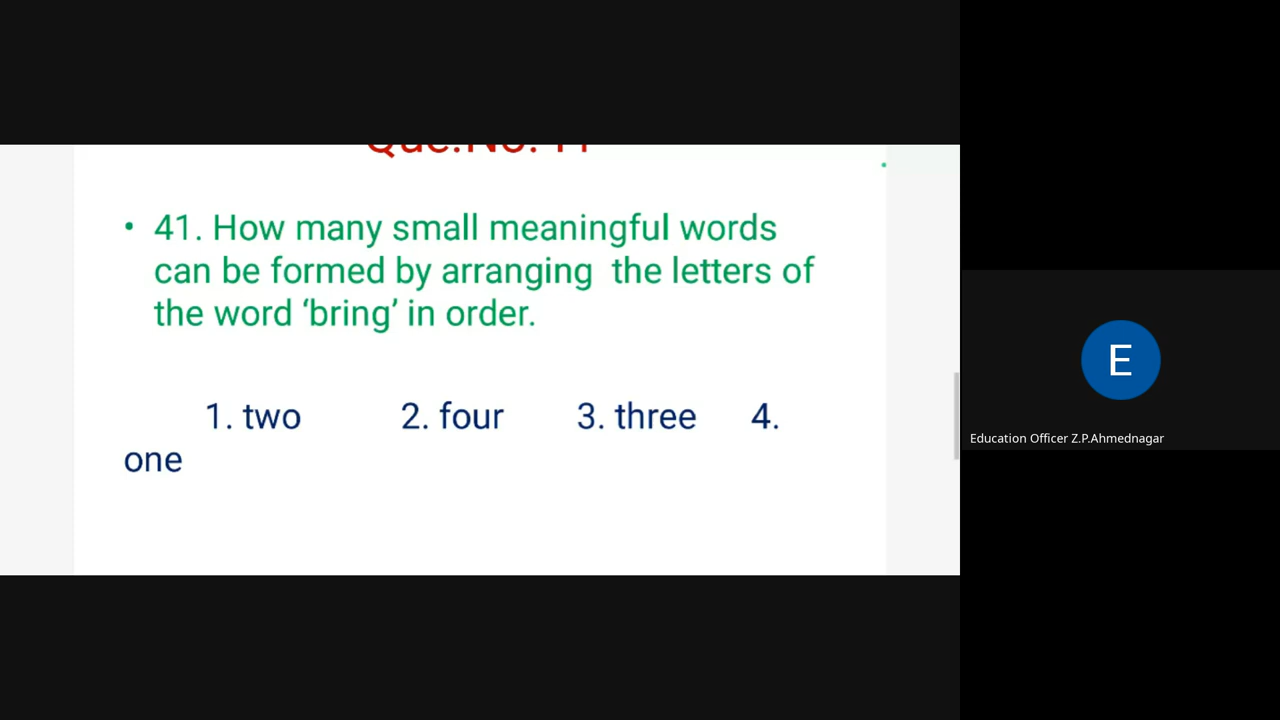 • 41. How many small meaningful words
can be formed by arranging the letters of
the word ‘bring’ in order.
1. two 2. four 3. three 4.
one
E
Education Officer Z.P.Ahmednagar